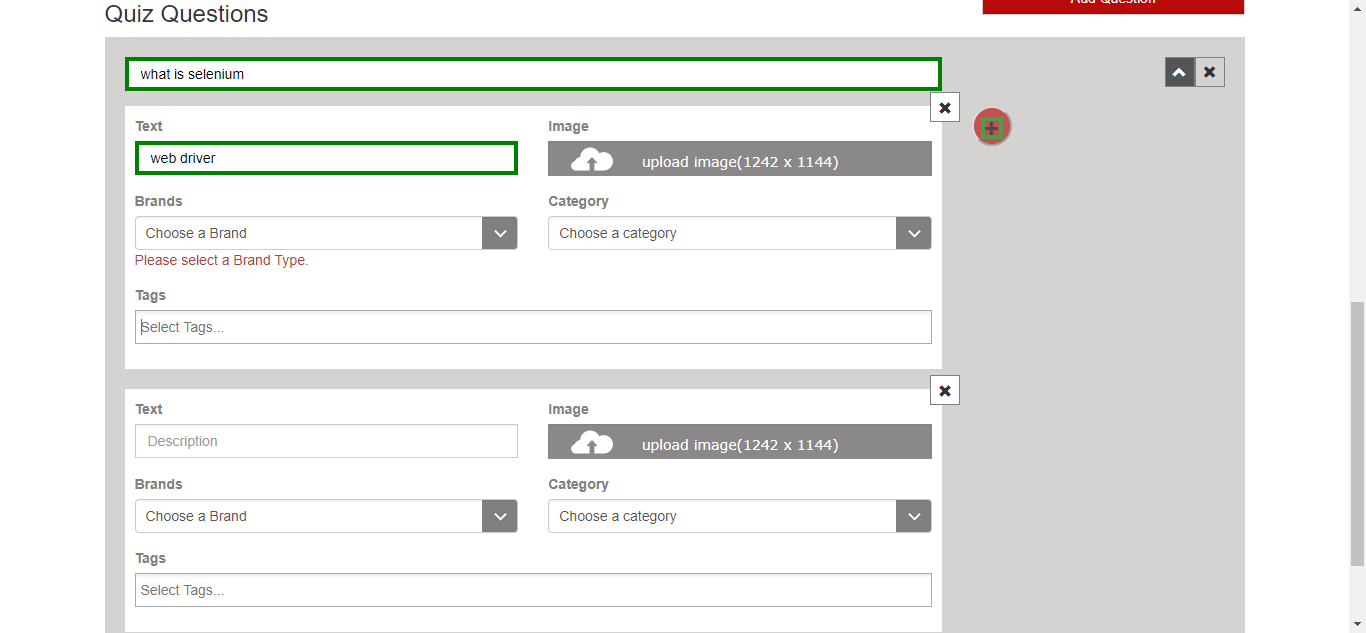 Quiz Questions
Add Question
what is selenium
Text
Image
web driver
upload image(1242 x 1144)
Brands
Category
Choose a Brand
Choose a category
Please select a Brand Type.
Tags
Select Tags...
Text
Image
Description
upload image(1242 x 1144)
Brands
Category
Choose a Brand
Choose a category
Tags
Select Tags...